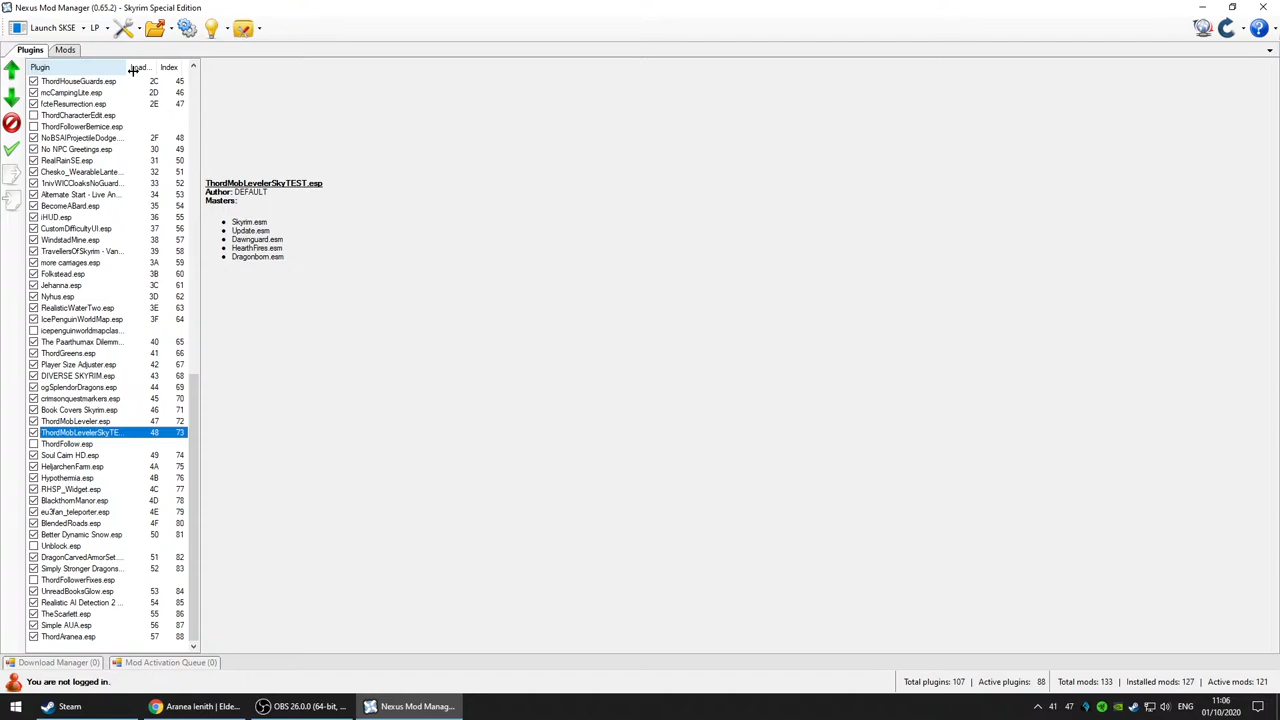 Nexus Mod Manager (0.65.2) - Skyrim Special Edition
Launch SKSE LP
Plugins Mods
Plugin Index
ThordHouseGuards.esp 2C 45
mcCampingLite.esp 2D 46
fcteResurrection.esp 2E 47
ThordCharacterEdit.esp
ThordFollowerBernice.esp
NoBSAIProjectileDodge.... 2F 48
No NPC Greetings.esp 30 49
RealRainSE.esp 31 50
Chesko_WearableLante... 32 51
1nivWICCloaksNoGuard... 33 52
Alternate Start - Live An... 34 53
BecomeABard.esp 35 54
iHUD.esp 36 55
CustomDifficultyUI.esp 37 56
WindstadMine.esp 38 57
TravellersOfSkyrim - Van... 39 58
more carriages.esp 3A 59
Folkstead.esp 3B 60
Jehanna.esp 3C 61
Nyhus.esp 3D 62
RealisticWaterTwo.esp 3E 63
IcePenguinWorldMap.esp 3F 64
icepenguinworldmapclas...
The Paarthurnax Dilemm... 40 65
ThordGreens.esp 41 66
Player Size Adjuster.esp 42 67
DIVERSE SKYRIM.esp 43 68
ogSplendorDragons.esp 44 69
crimsonquestmarkers.esp 45 70
Book Covers Skyrim.esp 46 71
ThordMobLeveler.esp 47 72
ThordMobLevelerSkyTE... 48 73
ThordFollow.esp
Soul Cairn HD.esp 49 74
HeljarchenFarm.esp 4A 75
Hypothermia.esp 4B 76
RHSP_Widget.esp 4C 77
BlackthornManor.esp 4D 78
eu3fan_teleporter.esp 4E 79
BlendedRoads.esp 4F 80
Better Dynamic Snow.esp 50 81
Unblock.esp
DragonCarvedArmorSet.... 51 82
Simply Stronger Dragons... 52 83
ThordFollowerFixes.esp
UnreadBooksGlow.esp 53 84
Realistic AI Detection 2 ... 54 85
TheScarlett.esp 55 86
Simple AUA.esp 56 87
ThordAranea.esp 57 88
ThordMobLevelerSkyTEST.esp
Author: DEFAULT
Masters:
Skyrim.esm
Update.esm
Dawnguard.esm
HearthFires.esm
Dragonborn.esm
Download Manager (0) Mod Activation Queue (0)
You are not logged in. Total plugins: 107 Active plugins: 88 Total mods: 133 Installed mods: 127 Active mods: 121
Steam Aranea Ienith | Elde... OBS 26.0.0 (64-bit, ... Nexus Mod Manag... 41 47 ENG 11:06
01/10/2020